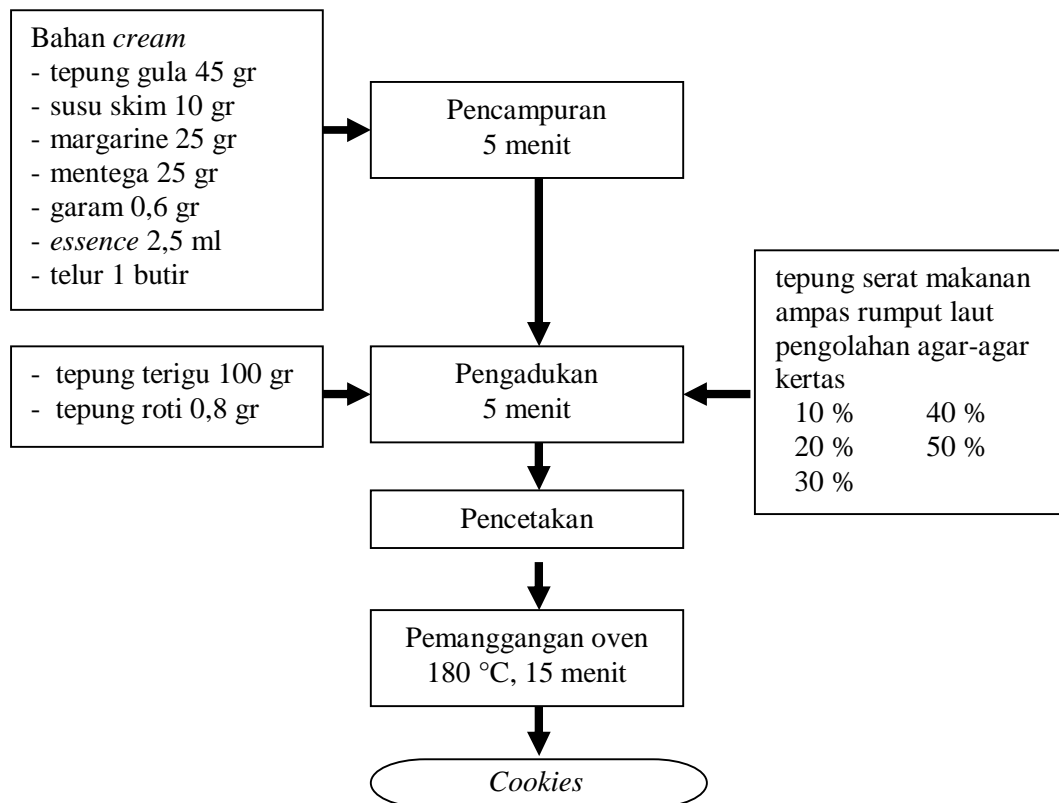 Bahan cream
- tepung gula 45 gr
- susu skim 10 gr
- margarine 25 gr
- mentega 25 gr
- garam 0,6 gr
- essence 2,5 ml
- telur 1 butir
Pencampuran
5 menit
- tepung terigu 100 gr
- tepung roti 0,8 gr
Pengadukan
5 menit
tepung serat makanan
ampas rumput laut
pengolahan agar-agar
kertas
10 % 40 %
20 % 50 %
30 %
Pencetakan
Pemanggangan oven
180 °C, 15 menit
Cookies